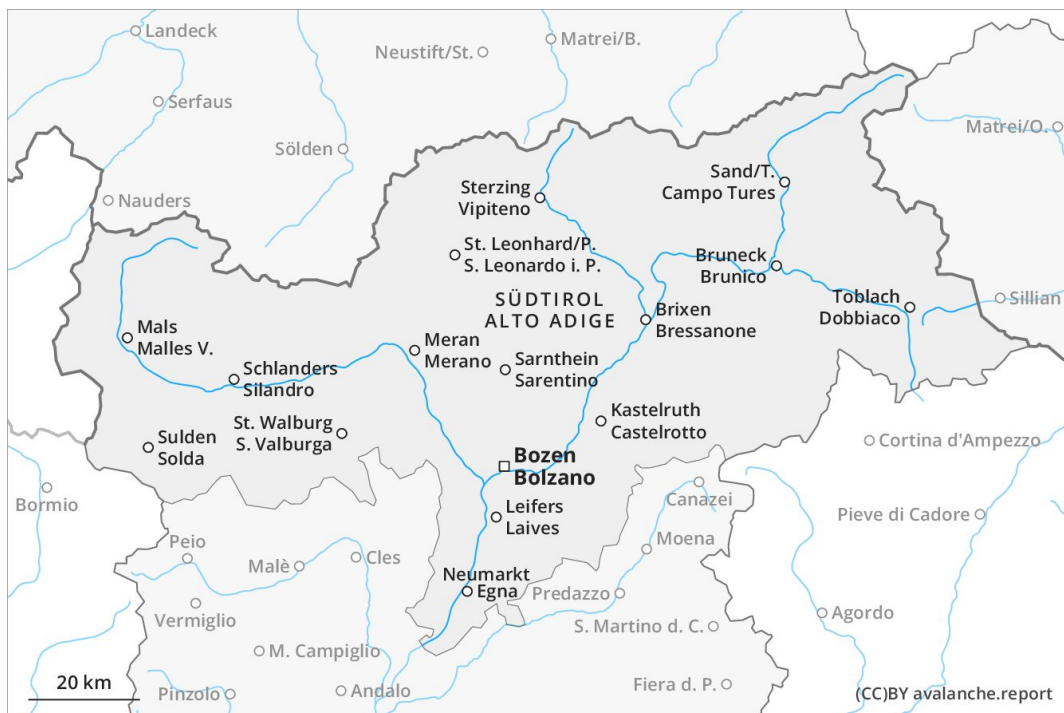 Landeck
Neustift/St.
Matrei/B.
Serfaus
Matrei/O.
Sölden
Sand/T.
Campo Tures
Sterzing
Vipiteno
Nauders
St. Leonhard/P.
S. Leonardo i. P.
Bruneck
Brunico
SÜDTIROL
ALTO ADIGE
Toblach
Dobbiaco
Sillian
Brixen
Bressanone
Mals
Malles V.
Meran
Merano
Sarnthein
Sarentino
Schlanders
Silandro
Kastelruth
Castelrotto
St. Walburg
S. Valburga
Sulden
Solda
Cortina d'Ampezzo
Bozen
Bolzano
Bormio
Canazei
Leifers
Laives
Pieve di Cadore
Moena
Peio
Malè
Cles
Neumarkt
Egna
Predazzo
Vermiglio
Agordo
S. Martino d. C.
M. Campiglio
20 km
Pinzolo
Andalo
Fiera d. P.
(CC)BY avalanche.report